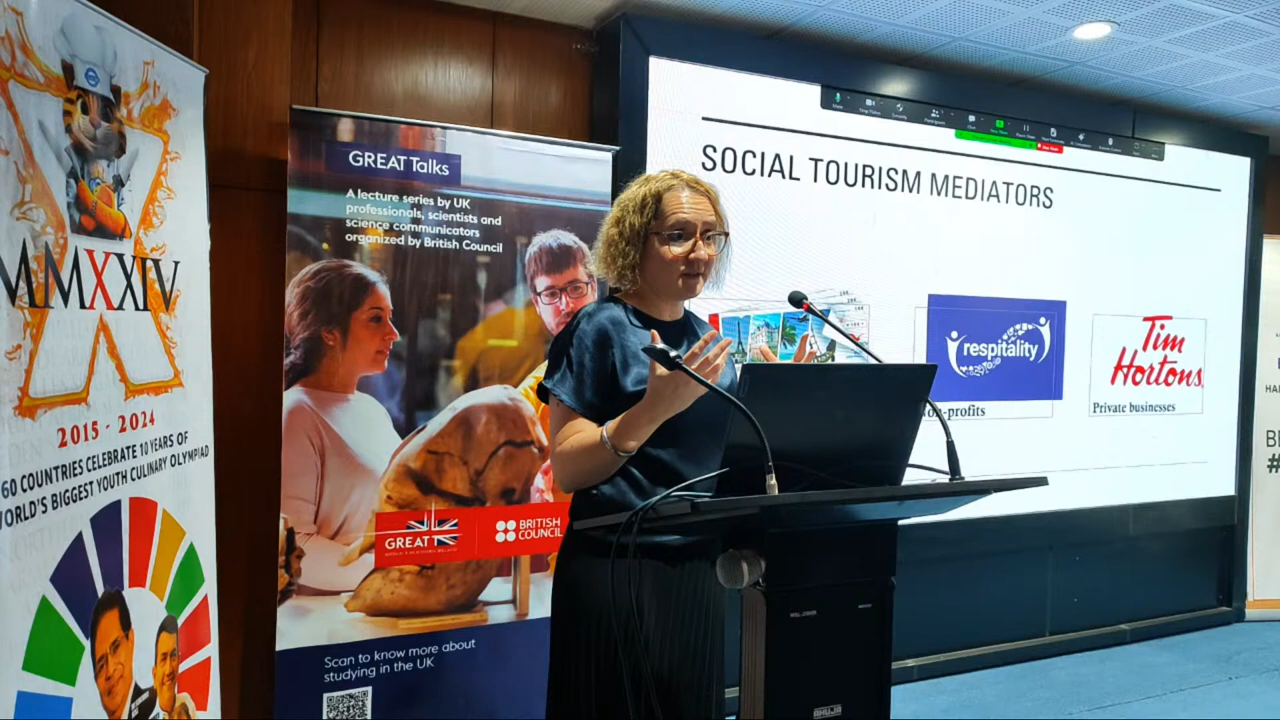 MMXXIV
2015 - 2024
60 COUNTRIES CELEBRATE 10 YEARS OF
WORLD'S BIGGEST YOUTH CULINARY OLYMPIAD
GREAT Talks
A lecture series by UK
professionals, scientists and
science communicators
organized by British Council
GREAT
BRITISH
COUNCIL
Scan to know more about
studying in the UK
SOCIAL TOURISM MEDIATORS
respitality
on-profits
Tim
Hortons
Private businesses
AHUJA